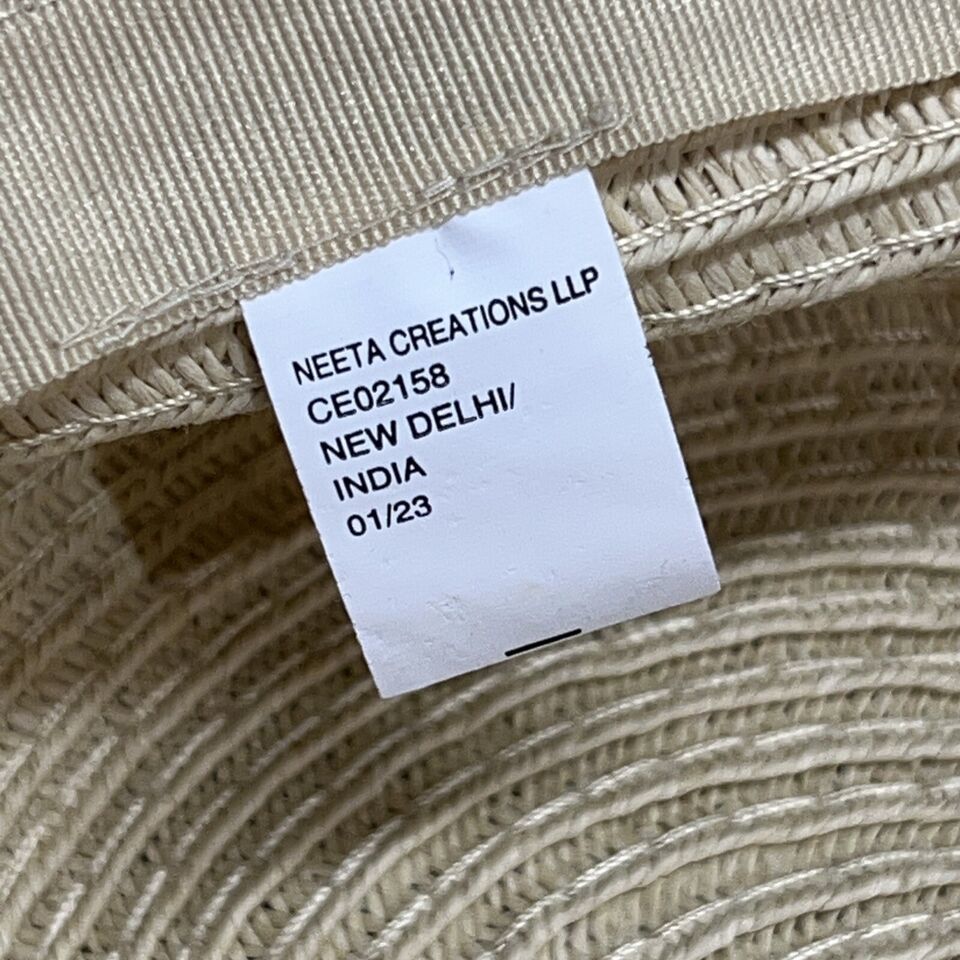 NEETA CREATIONS LLP
CE02158
NEW DELHI/
INDIA
01/23